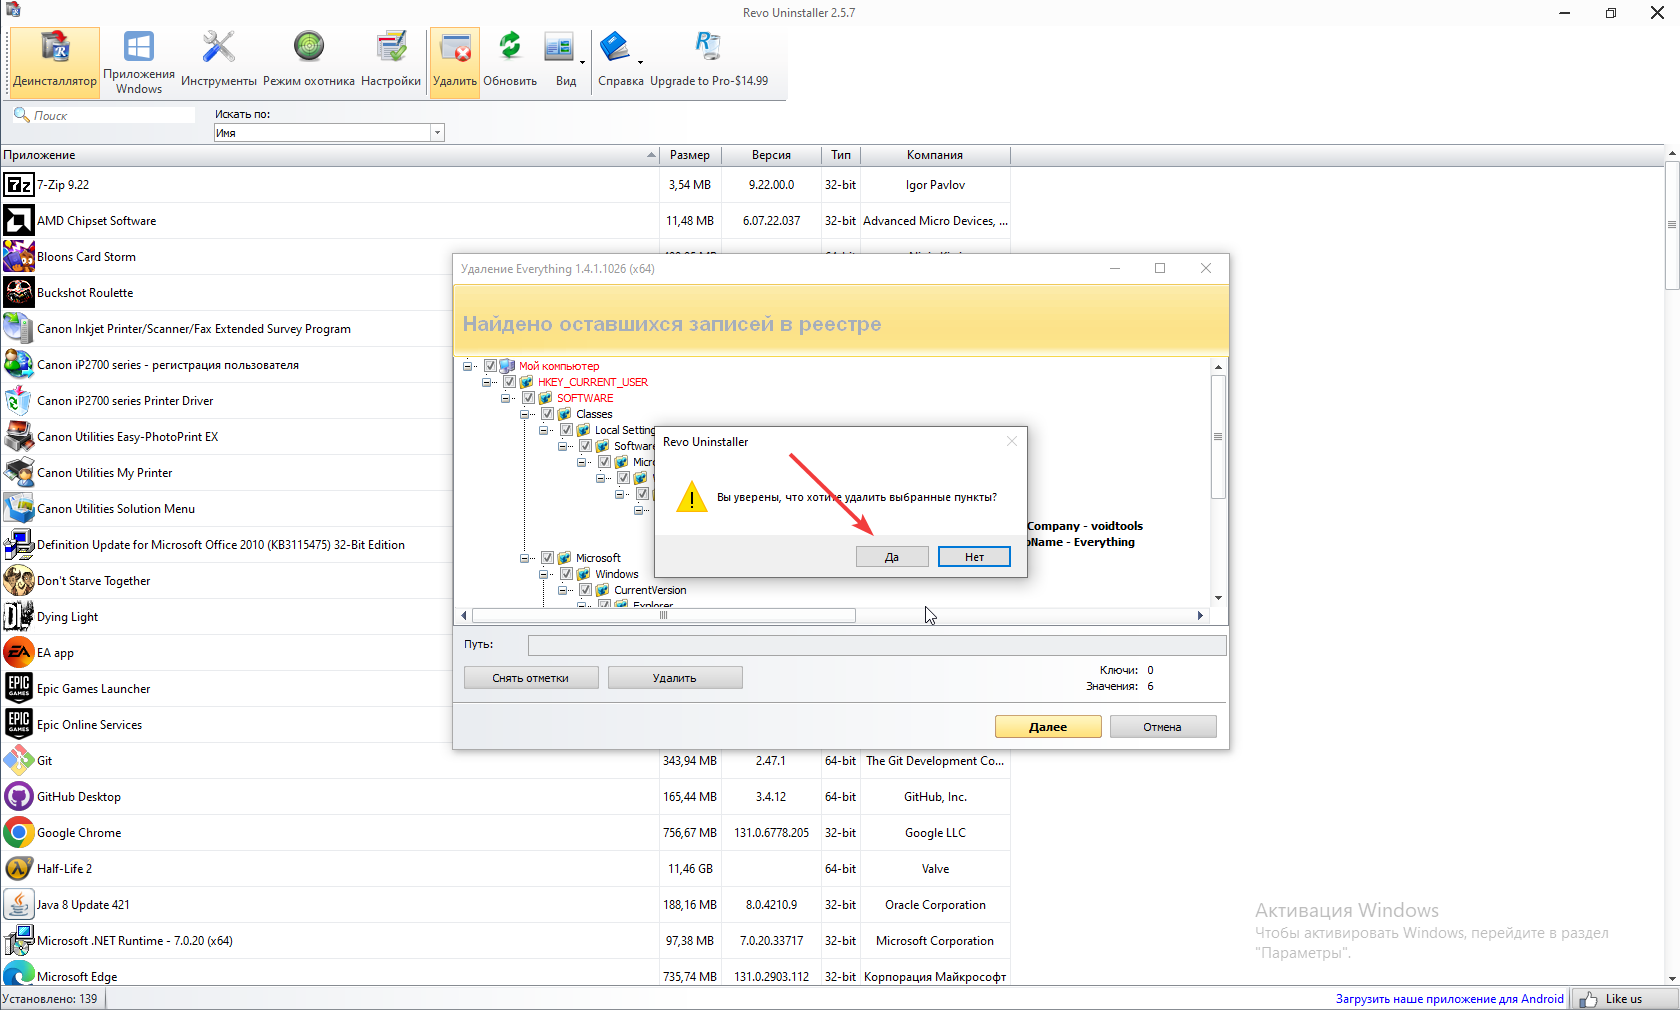 Revo Uninstaller 2.5.7
Деинсталлятор
Приложения Wndows
Инструменты
Режим охотника
Настройки
Удалить
Обновить
Вид
Справка
Upgrade to Pro-$14.99
Поиск
Искать по:
Имя
Приложение Размер Версия Тип Компания
7-Zip 9.22 3,54 MB 9.22.00.0 32-bit Igor Pavlov
AMD Chipset Software 11,48 MB 6.07.22.037 32-bit Advanced Micro Devices, ...
Bloons Card Storm
Buckshot Roulette
Canon Inkjet Printer/Scanner/Fax Extended Survey Program
Canon iP2700 series - регистрация пользователя
Canon iP2700 series Printer Driver
Canon Utilities Easy-PhotoPrint EX
Canon Utilities My Printer
Canon Utilities Solution Menu
Definition Update for Microsoft Office 2010 (KB3115475) 32-Bit Edition
Don't Starve Together
Dying Light
EA app
Epic Games Launcher
Epic Online Services
Git 343,94 MB 2.47.1 64-bit The Git Development Co...
GitHub Desktop 165,44 MB 3.4.12 64-bit GitHub, Inc.
Google Chrome 756,67 MB 131.0.6778.205 32-bit Google LLC
Half-Life 2 11,46 GB 64-bit Valve
Java 8 Update 421 188,16 MB 8.0.4210.9 32-bit Oracle Corporation
Microsoft .NET Runtime - 7.0.20 (x64) 97,38 MB 7.0.20.33717 32-bit Microsoft Corporation
Microsoft Edge 735,74 MB 131.0.2903.112 32-bit Корпорация Майкрософт
Удаление Everything 1.4.1.1026 (x64)
Найдено оставшихся записей в реестре
Мой компьютер
HKEY_CURRENT_USER
SOFTWARE
Classes
Local Setting
Software
Micro
Company - voidtools
Name - Everything
Microsoft
Windows
CurrentVersion
Explorer
Revo Uninstaller
Вы уверены, что хотите удалить выбранные пункты?
Да
Нет
Путь:
Снять отметки
Удалить
Ключи: 0
Значения: 6
Далее
Отмена
Активация Windows
Чтобы активировать Windows, перейдите в раздел
"Параметры".
Установлено: 139
Загрузить наше приложение для Android
Like us